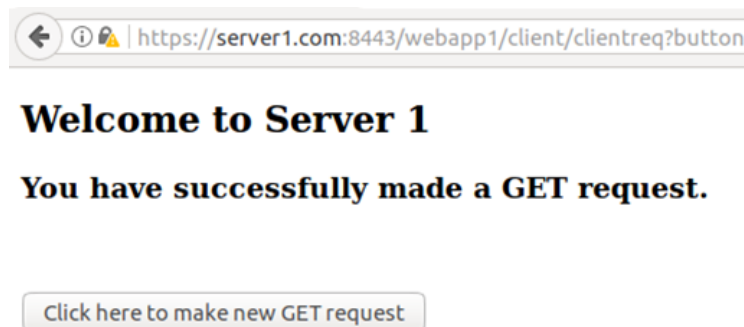 https://server1.com:8443/webapp1/client/clientreq?button
Welcome to Server 1
You have successfully made a GET request.
Click here to make new GET request